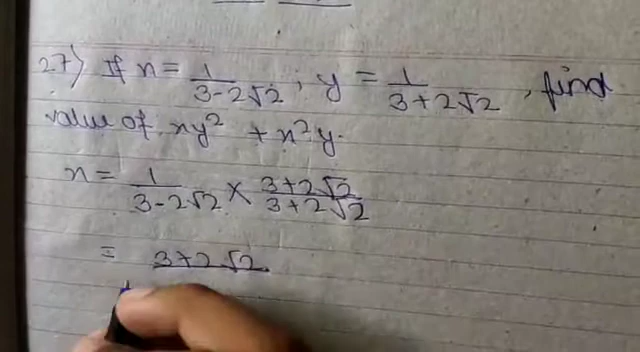 27) If x = 1/(3-2√2), y = 1/(3+2√2), find
value of xy² + x²y.
x = 1/(3-2√2) × (3+2√2)/(3+2√2)
= 3+2√2